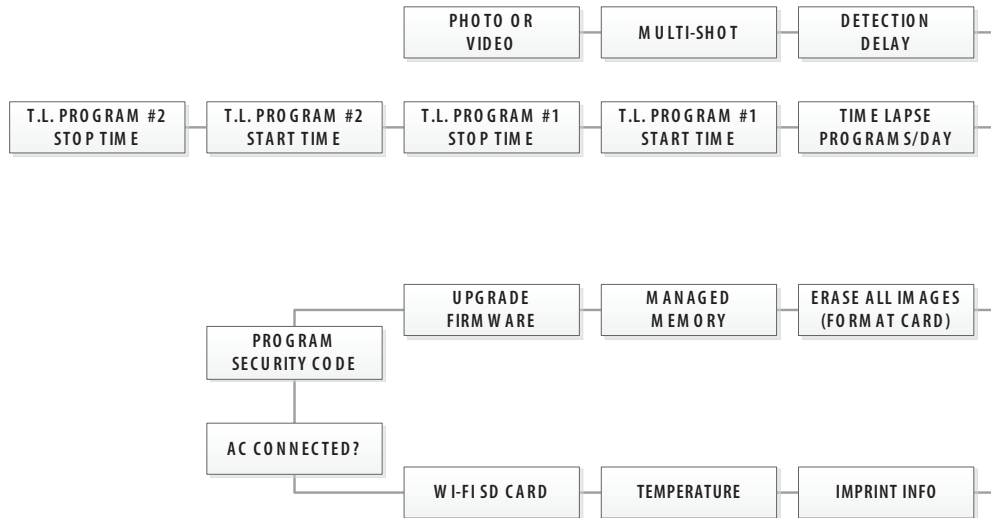 PHOTO OR
VIDEO
MULTI-SHOT
DETECTION
DELAY
T.L. PROGRAM #2
STOP TIME
T.L. PROGRAM #2
START TIME
T.L. PROGRAM #1
STOP TIME
T.L. PROGRAM #1
START TIME
TIME LAPSE
PROGRAMS/DAY
UPGRADE
FIRMWARE
MANAGED
MEMORY
ERASE ALL IMAGES
(FORMAT CARD)
PROGRAM
SECURITY CODE
AC CONNECTED?
WI-FI SD CARD
TEMPERATURE
IMPRINT INFO